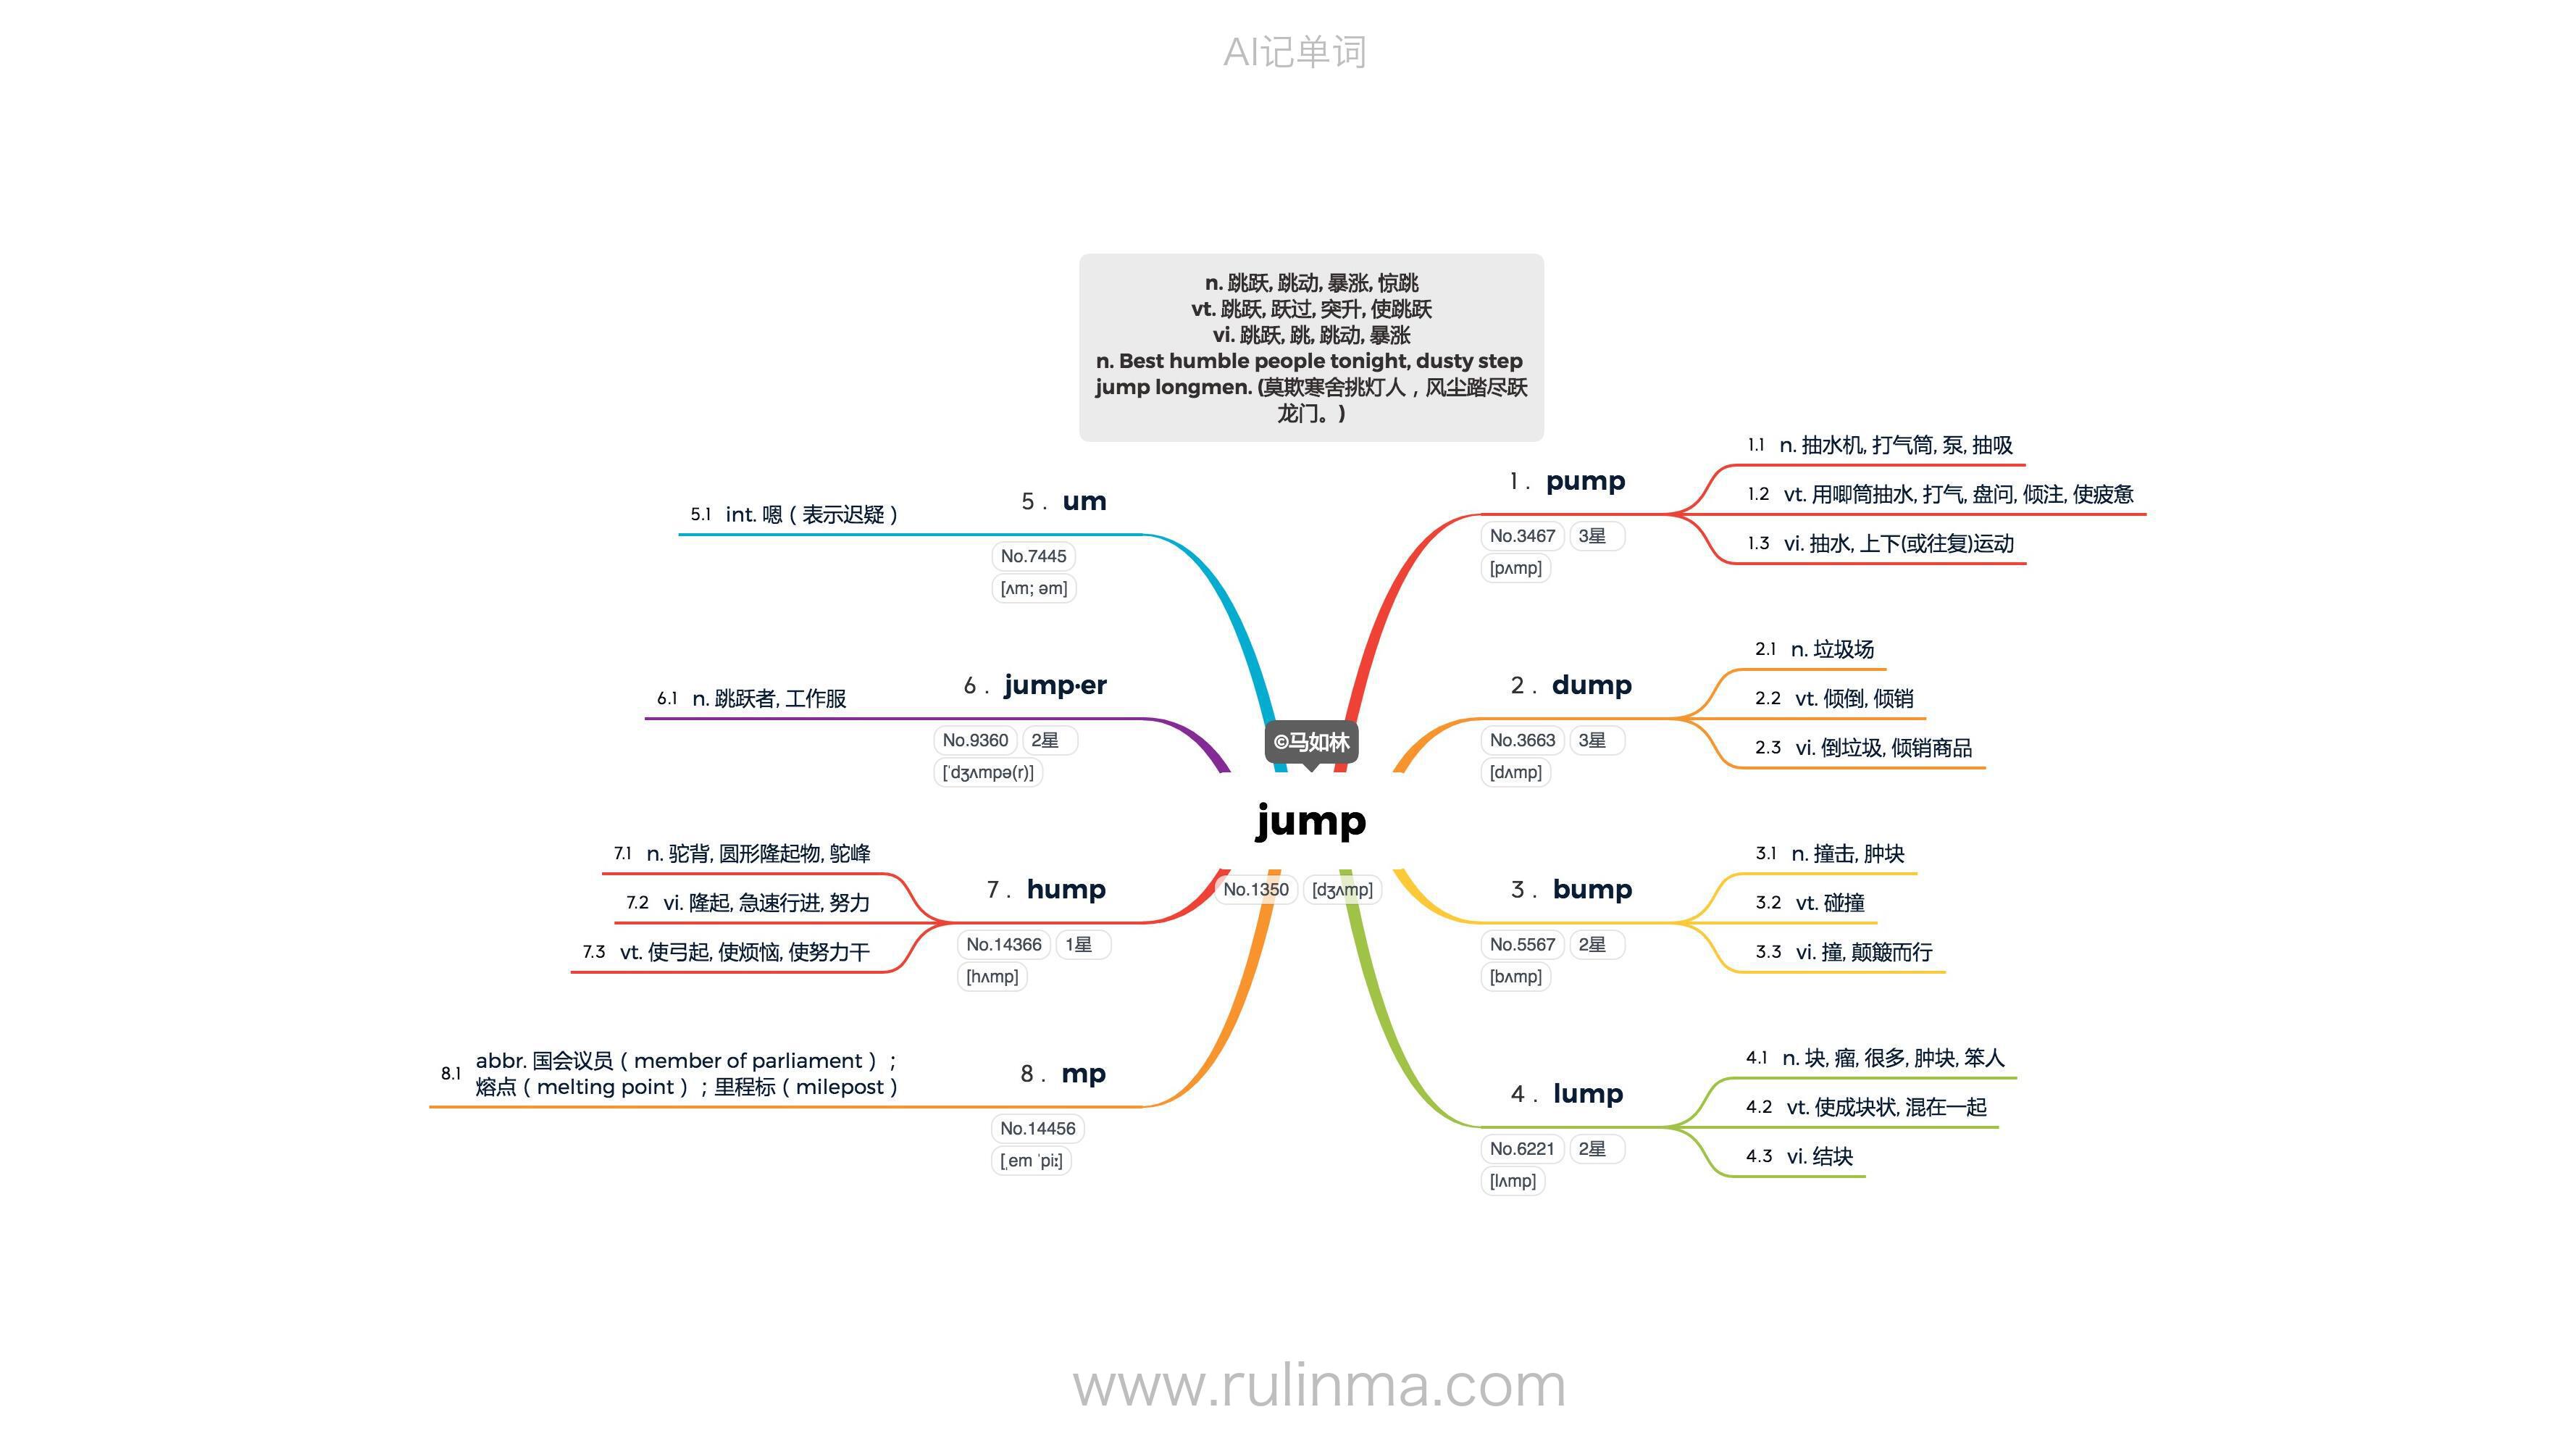 AI记单词
n. 跳跃, 跳动, 暴涨, 惊跳
vt. 跳跃, 跃过, 突升, 使跳跃
vi. 跳跃, 跳, 跳动, 暴涨
n. Best humble people tonight, dusty step
jump longmen. (莫欺寒舍挑灯人，风尘踏尽跃
龙门。)
©马如林
jump
No.1350 [dʒʌmp]
1. pump
No.3467 3星
[pʌmp]
1.1 n. 抽水机, 打气筒, 泵, 抽吸
1.2 vt. 用唧筒抽水, 打气, 盘问, 倾注, 使疲惫
1.3 vi. 抽水, 上下(或往复)运动
2. dump
No.3663 3星
[dʌmp]
2.1 n. 垃圾场
2.2 vt. 倾倒, 倾销
2.3 vi. 倒垃圾, 倾销商品
3. bump
No.5567 2星
[bʌmp]
3.1 n. 撞击, 肿块
3.2 vt. 碰撞
3.3 vi. 撞, 颠簸而行
4. lump
No.6221 2星
[lʌmp]
4.1 n. 块, 瘤, 很多, 肿块, 笨人
4.2 vt. 使成块状, 混在一起
4.3 vi. 结块
5. um
No.7445
[ʌm; əm]
5.1 int. 嗯（表示迟疑）
6. jump·er
No.9360 2星
[ˈdʒʌmpə(r)]
6.1 n. 跳跃者, 工作服
7. hump
No.14366 1星
[hʌmp]
7.1 n. 驼背, 圆形隆起物, 鸵峰
7.2 vi. 隆起, 急速行进, 努力
7.3 vt. 使弓起, 使烦恼, 使努力干
8. mp
No.14456
[ˌem ˈpiː]
8.1 abbr. 国会议员（member of parliament）；
熔点（melting point）；里程标（milepost）
www.rulinma.com